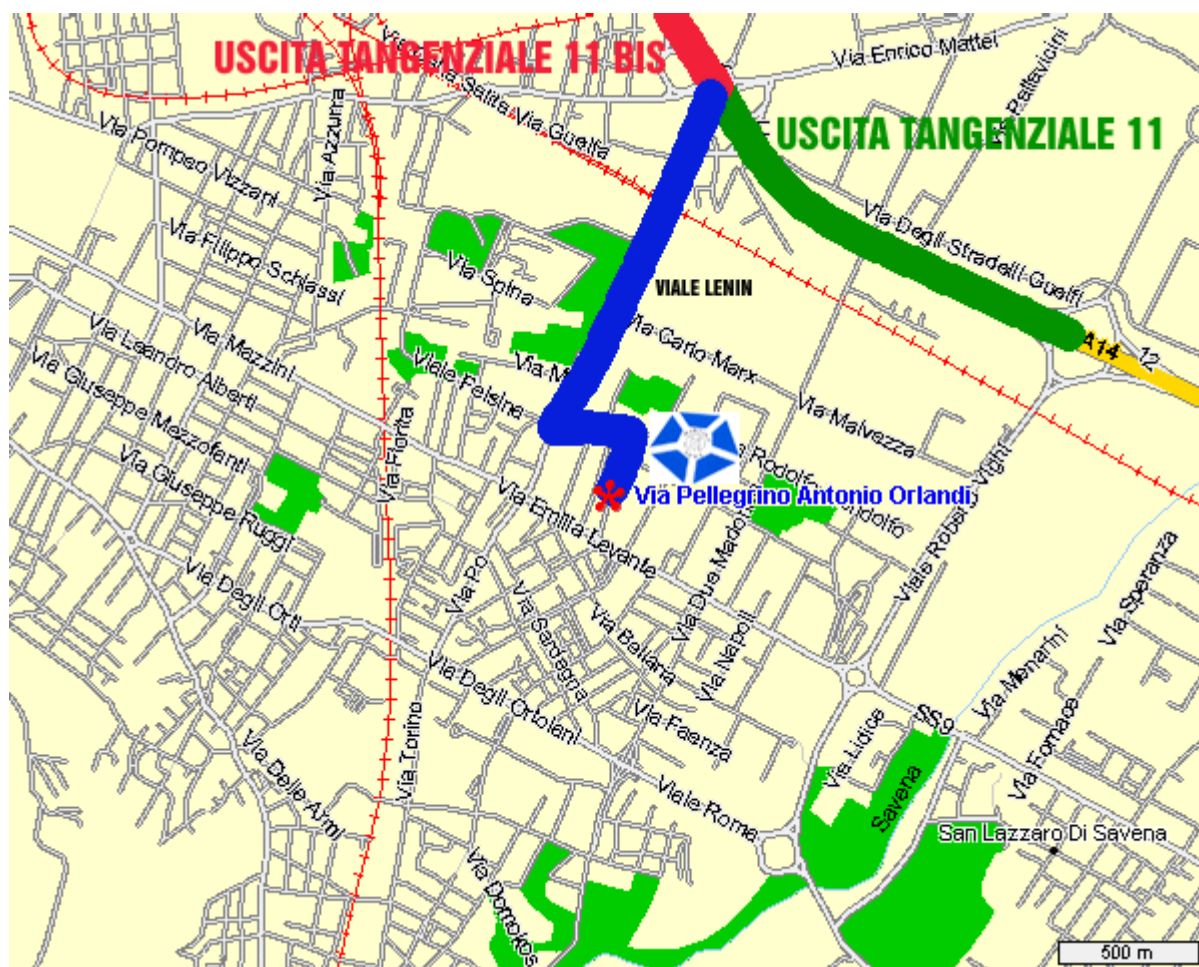 USCITA TANGENZIALE 11 BIS
Via Enrico Mattei
Via Pallavicini
Via Salita Via Guelfa
USCITA TANGENZIALE 11
Via Azzurra
Via Pompeo Vizzani
Via Degli Stradelli Guelfi
Via Filippo Schiassi
Via Spina
VIALE LENIN
Via Carlo Marx
A14
12
Via Mazzini
Via Leandro Alberti
Viale Felsina
Via M
Via Malvezza
Via Giuseppe Mezzofanti
Via Fiorita
Via Giuseppe Ruggi
Via Pellegrino Antonio Orlandi
Via Emilia Levante
Viale Roberto Vighi
Via Due Madonne
Via Speranza
Via Degli Orti
Via Po
Via Sardegna
Via Bellaria
Via Napoli
Via Menarini
Via Degli Ortolani
Via Faenza
Via Lidice
SS9
Via Fornace
Via Torino
Via Delle Armi
Viale Roma
Savena
San Lazzaro Di Savena
Via Domokos
500 m